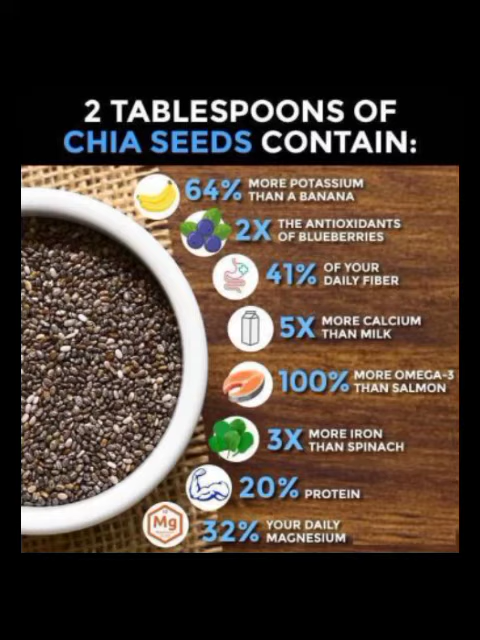 2 TABLESPOONS OF
CHIA SEEDS CONTAIN:
64% MORE POTASSIUM
THAN A BANANA
2X THE ANTIOXIDANTS
OF BLUEBERRIES
41% OF YOUR
DAILY FIBER
5X MORE CALCIUM
THAN MILK
100% MORE OMEGA-3
THAN SALMON
3X MORE IRON
THAN SPINACH
20% PROTEIN
Mg
32% YOUR DAILY
MAGNESIUM